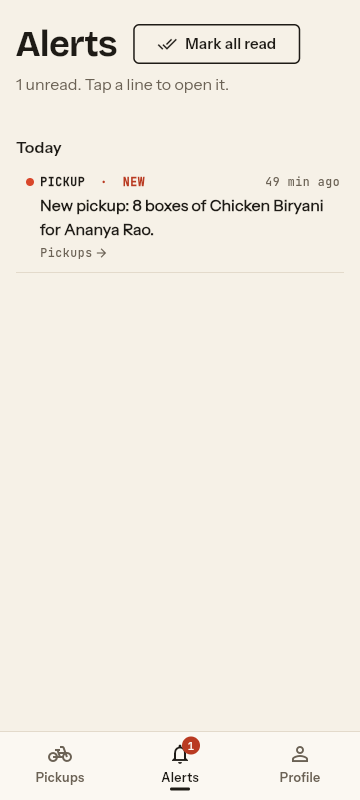 Alerts
Mark all read
1 unread. Tap a line to open it.
Today
PICKUP · NEW 49 min ago
New pickup: 8 boxes of Chicken Biryani
for Ananya Rao.
Pickups →
1
Pickups Alerts Profile